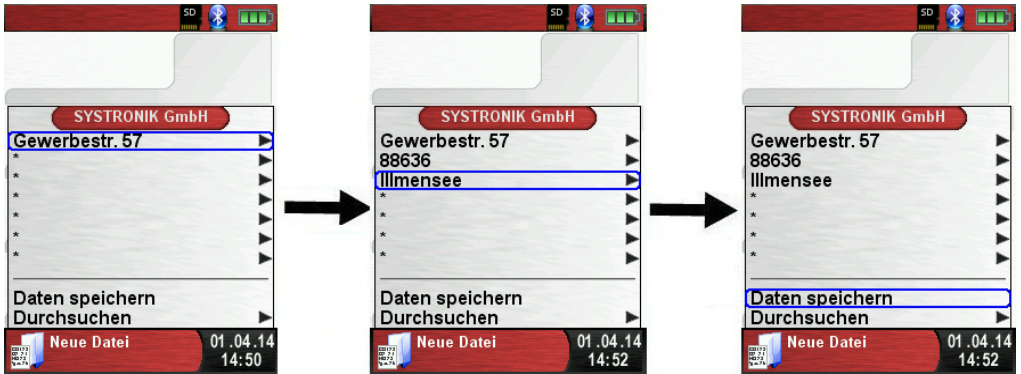 SD
SYSTRONIK GmbH
Gewerbestr. 57
*
*
*
*
*
*
Daten speichern
Durchsuchen
Neue Datei
01.04.14
14:50
SD
SYSTRONIK GmbH
Gewerbestr. 57
88636
Illmensee
*
*
*
*
Daten speichern
Durchsuchen
Neue Datei
01.04.14
14:52
SD
SYSTRONIK GmbH
Gewerbestr. 57
88636
Illmensee
*
*
*
*
Daten speichern
Durchsuchen
Neue Datei
01.04.14
14:52